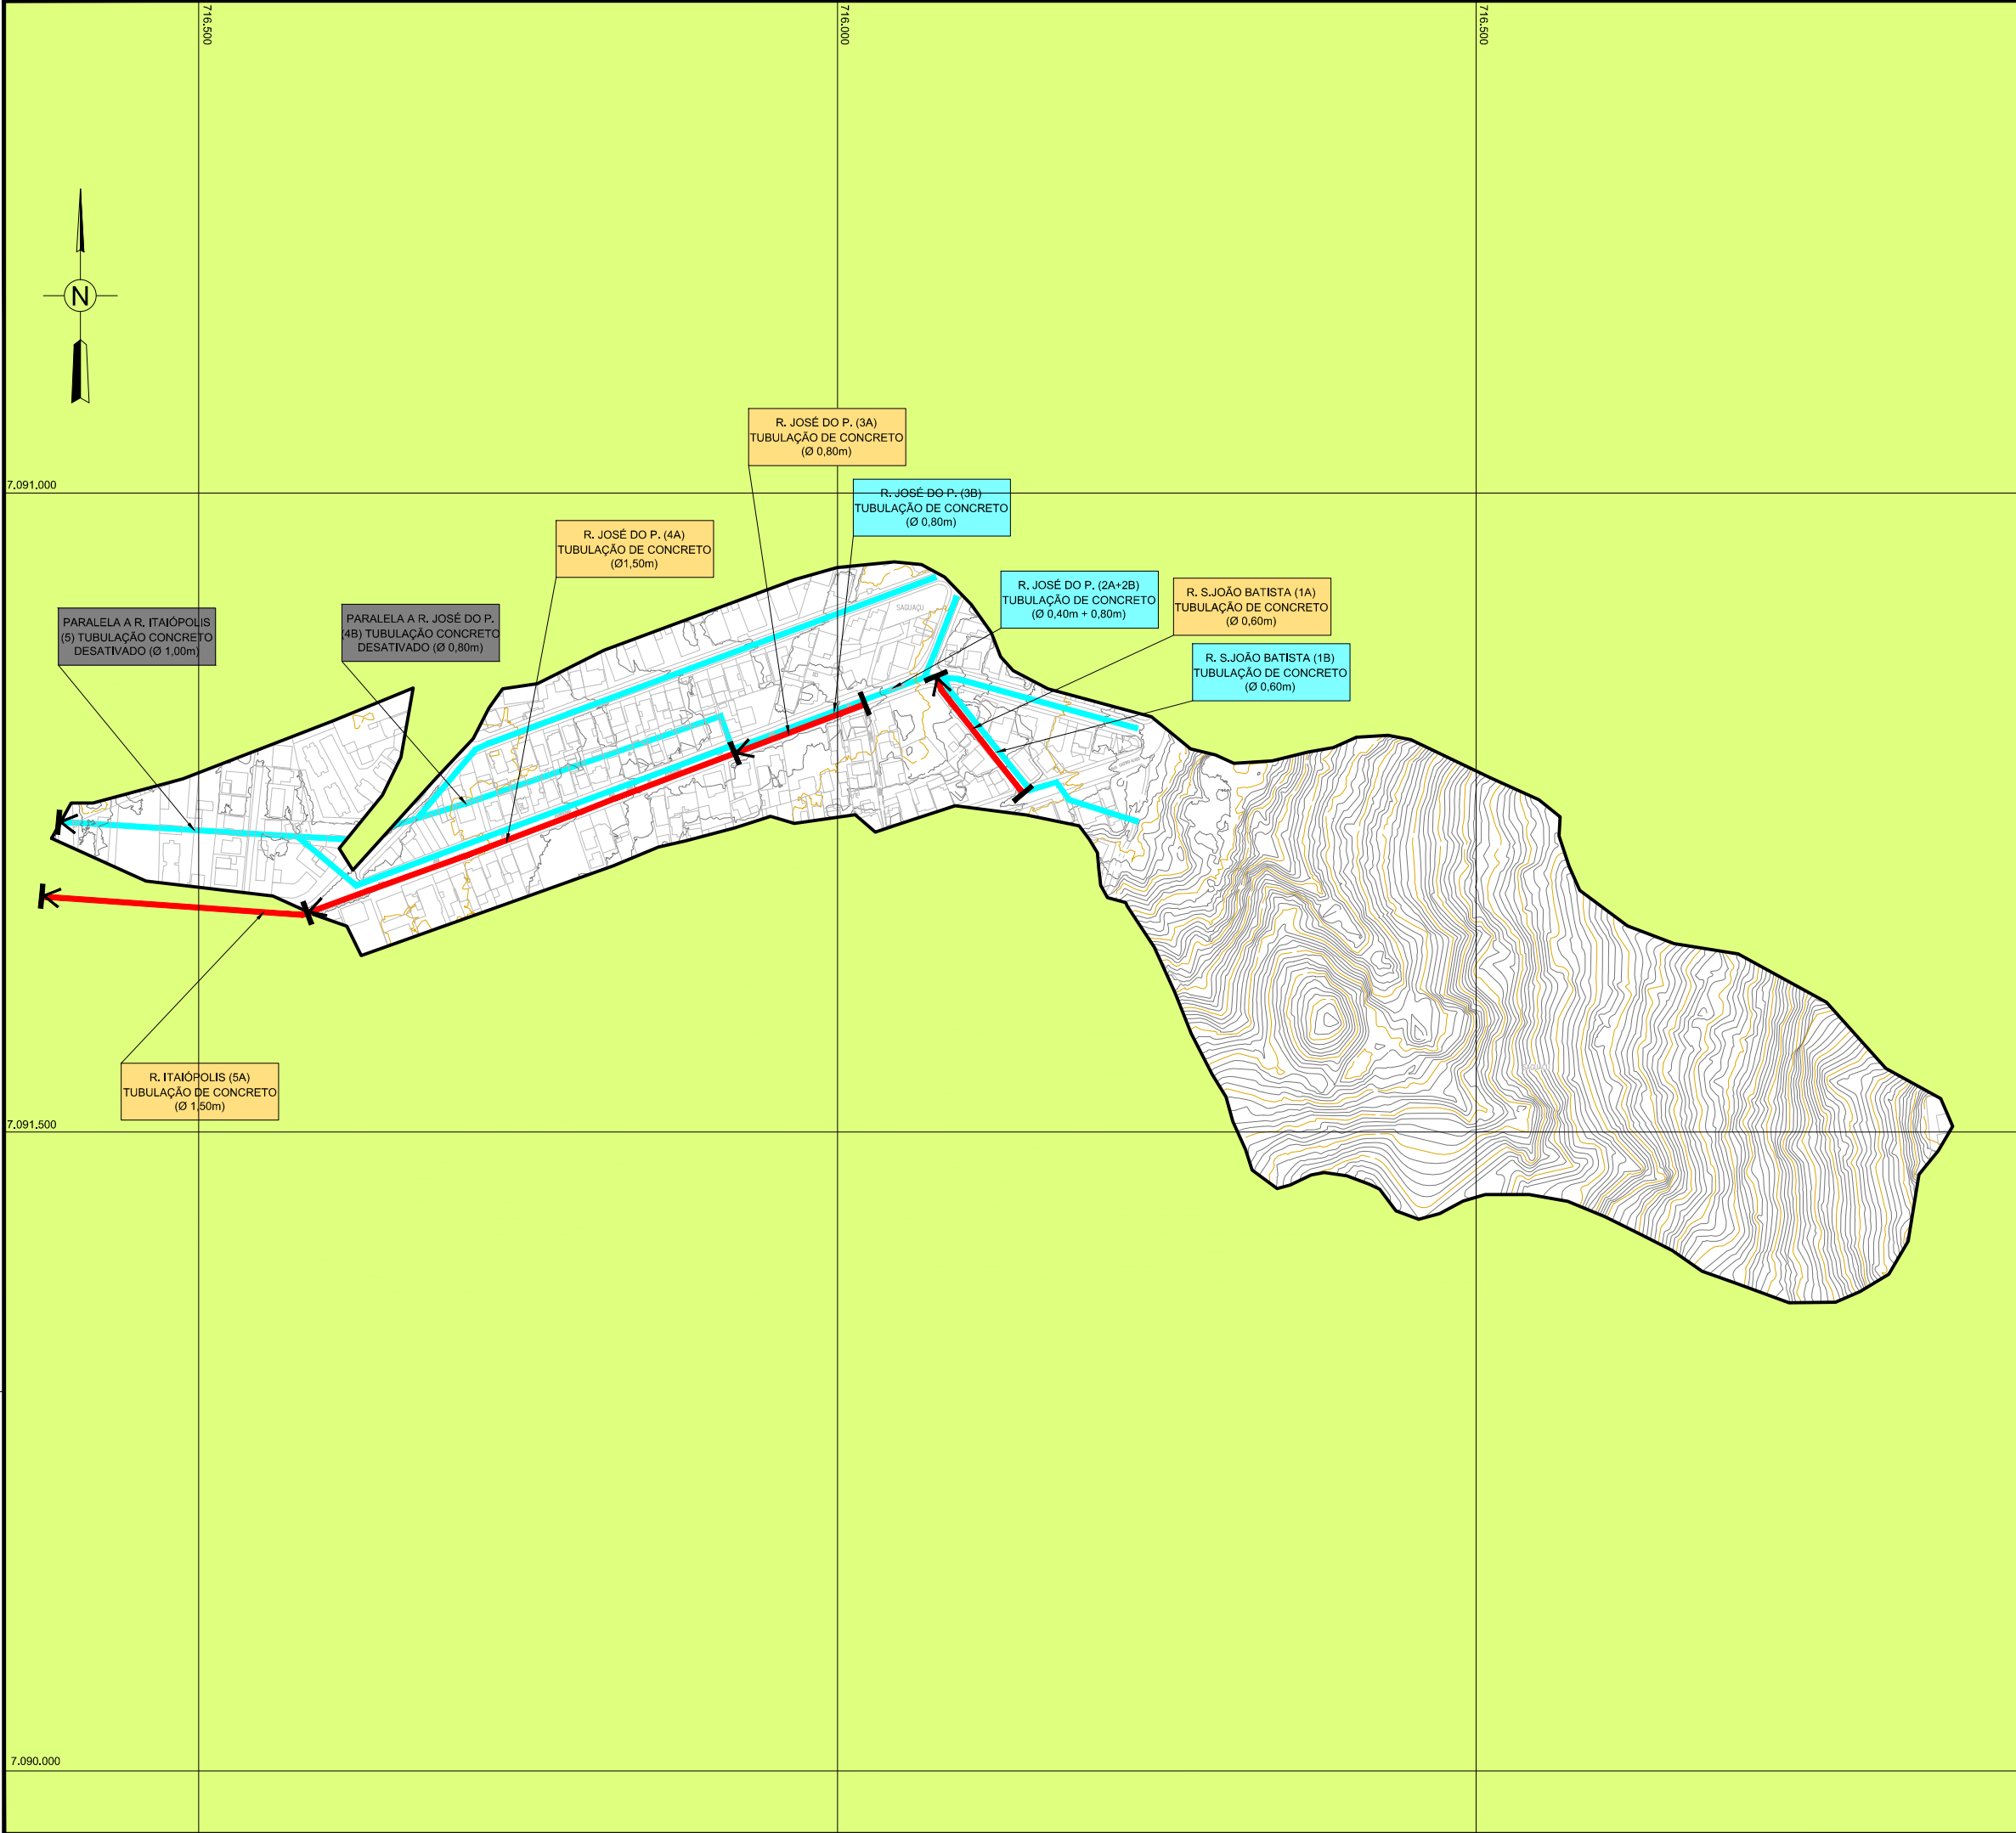 716.500
716.000
716.500
N
R. JOSÉ DO P. (3A)
TUBULAÇÃO DE CONCRETO
(Ø 0,80m)
7.091.000
R. JOSÉ DO P. (3B)
TUBULAÇÃO DE CONCRETO
(Ø 0,80m)
R. JOSÉ DO P. (4A)
TUBULAÇÃO DE CONCRETO
(Ø1,50m)
R. JOSÉ DO P. (2A+2B)
TUBULAÇÃO DE CONCRETO
(Ø 0,40m + 0,80m)
R. S.JOÃO BATISTA (1A)
TUBULAÇÃO DE CONCRETO
(Ø 0,60m)
PARALELA A R. ITAIÓPOLIS
(5) TUBULAÇÃO CONCRETO
DESATIVADO (Ø 1,00m)
PARALELA A R. JOSÉ DO P.
(4B) TUBULAÇÃO CONCRETO
DESATIVADO (Ø 0,80m)
SAGUAÇU
R. S.JOÃO BATISTA (1B)
TUBULAÇÃO DE CONCRETO
(Ø 0,60m)
R. ITAIÓPOLIS (5A)
TUBULAÇÃO DE CONCRETO
(Ø 1,50m)
7.091.500
7.090.000